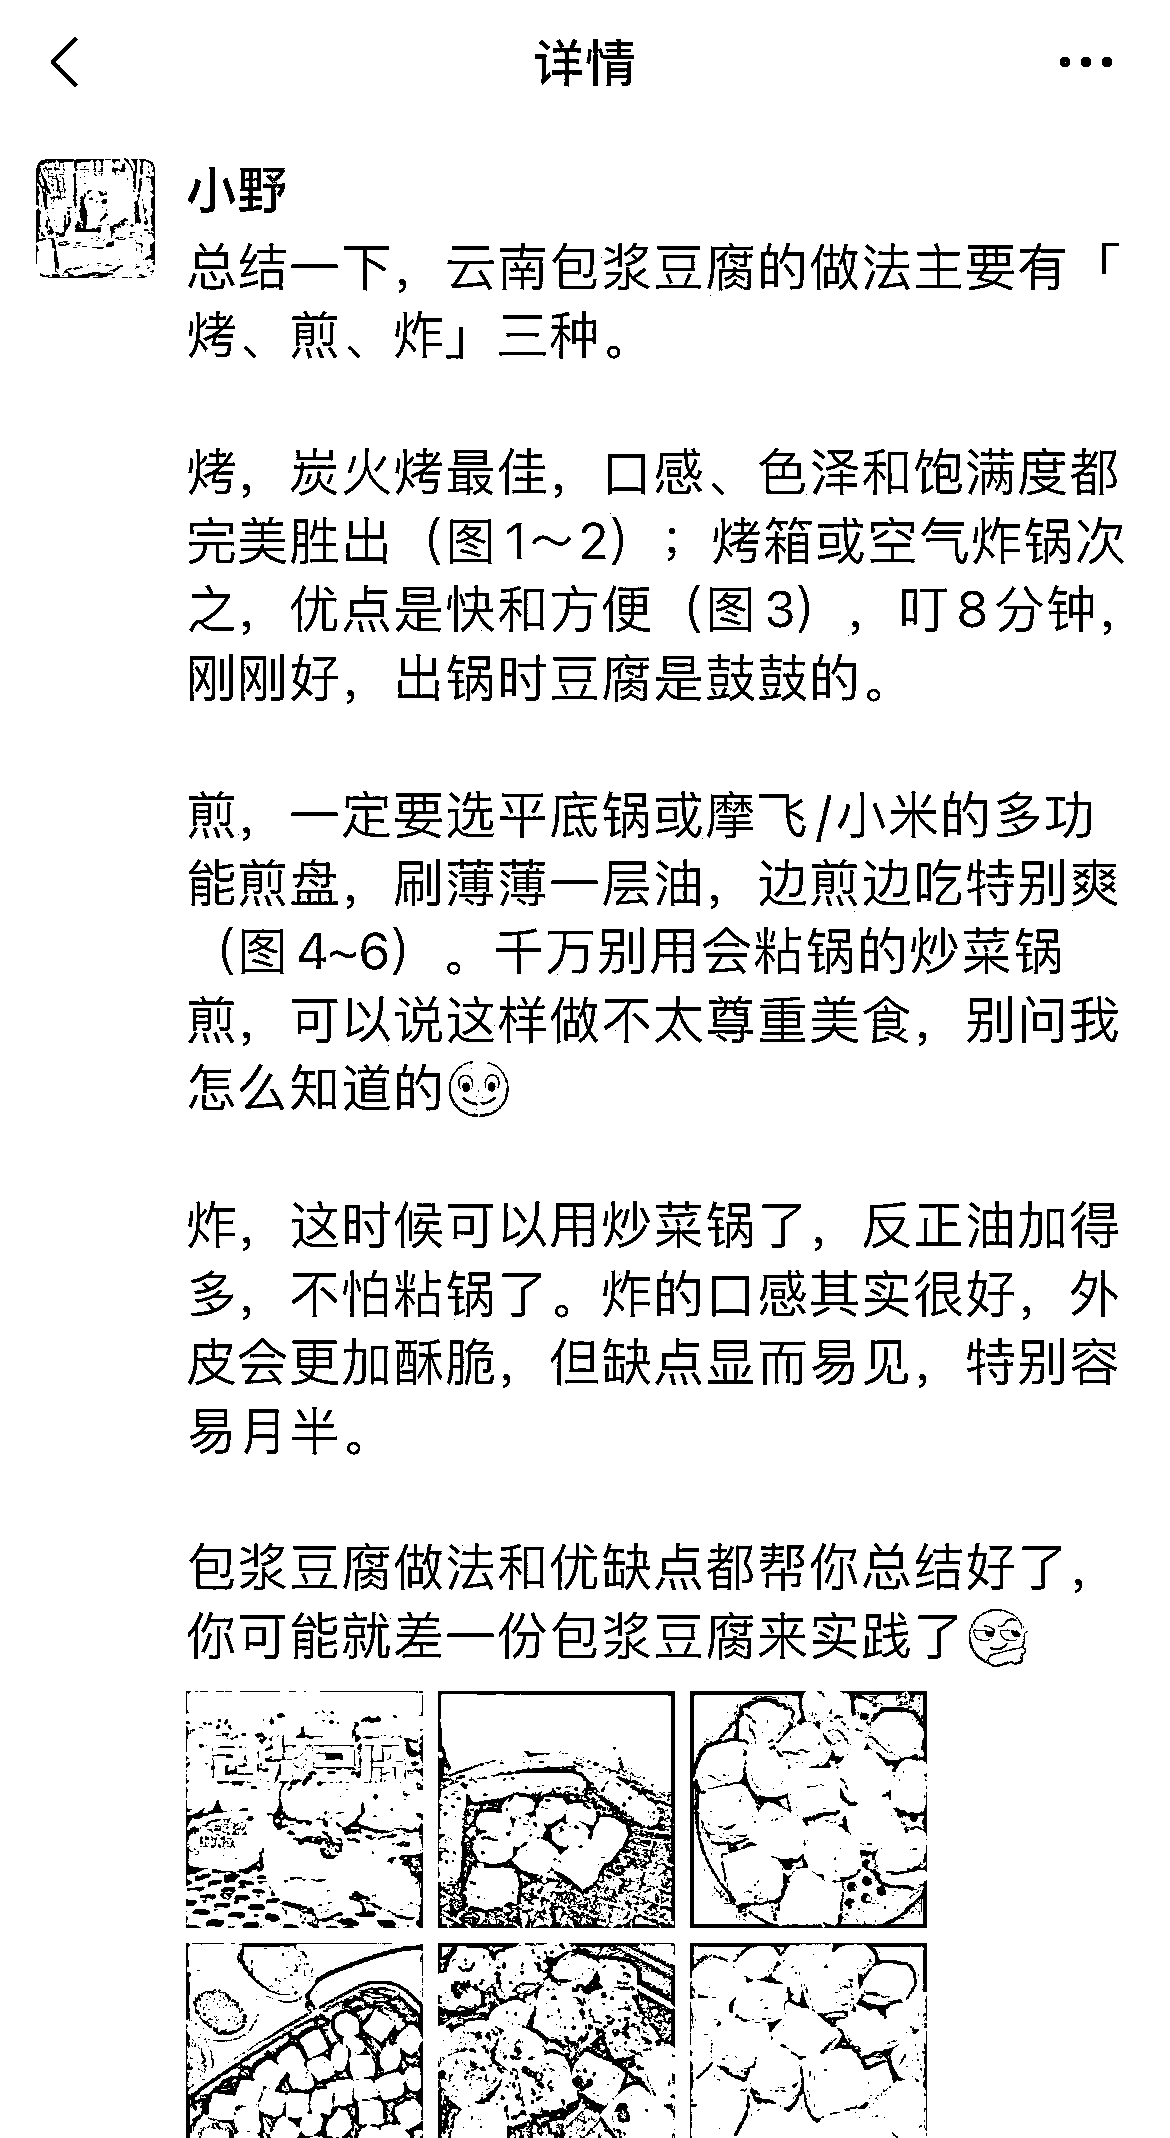 详情
小野
总结一下，云南包浆豆腐的做法主要有「
烤、煎、炸」三种。
烤，炭火烤最佳，口感、色泽和饱满度都
完美胜出（图1～2）；烤箱或空气炸锅次
之，优点是快和方便（图3），叮8分钟，
刚刚好，出锅时豆腐是鼓鼓的。
煎，一定要选平底锅或摩飞/小米的多功
能煎盘，刷薄薄一层油，边煎边吃特别爽
（图4~6）。千万别用会粘锅的炒菜锅
煎，可以说这样做不太尊重美食，别问我
怎么知道的
炸，这时候可以用炒菜锅了，反正油加得
多，不怕粘锅了。炸的口感其实很好，外
皮会更加酥脆，但缺点显而易见，特别容
易月半。
包浆豆腐做法和优缺点都帮你总结好了，
你可能就差一份包浆豆腐来实践了
包浆豆腐